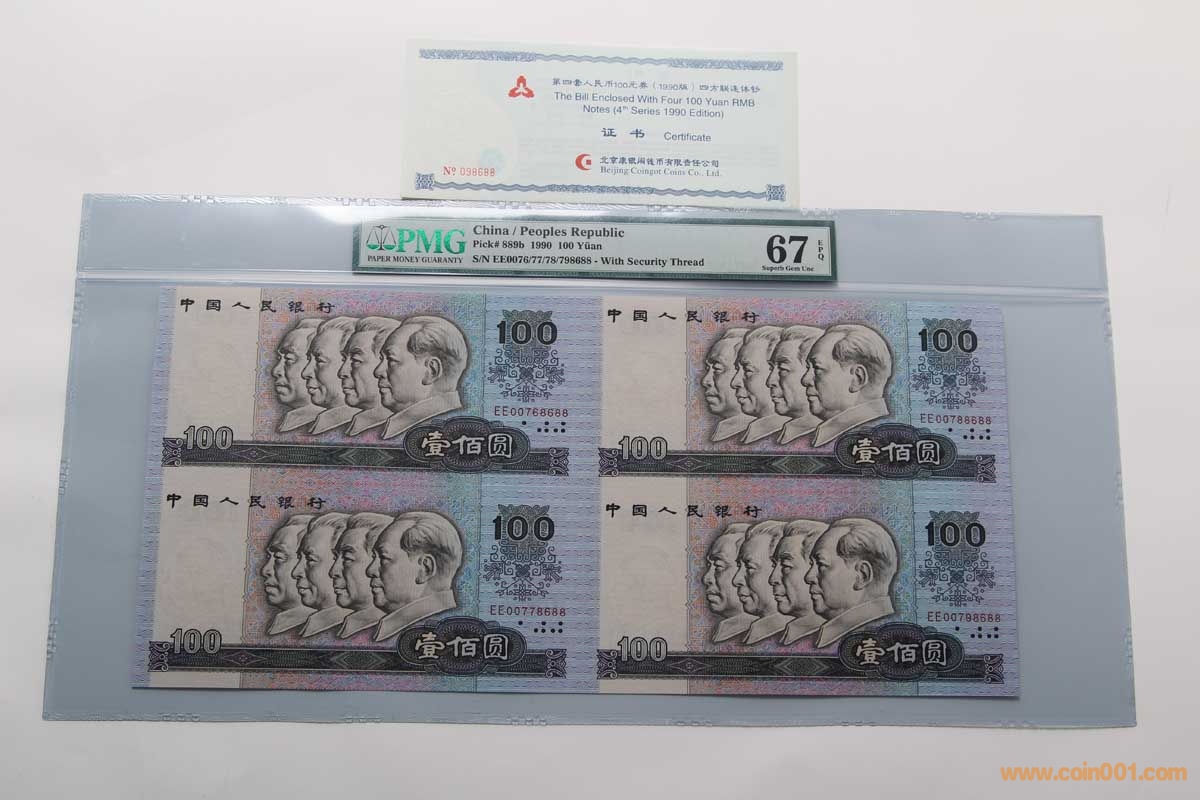 第四套人民币100元券（1990版）四方联连体钞
The Bill Enclosed With Four 100 Yuan RMB
Notes (4th Series 1990 Edition)
证 书 Certificate
北京康银阁钱币有限责任公司
Beijing Coingot Coins Co., Ltd.
Nº 098688
PMG
PAPER MONEY GUARANTY
China / Peoples Republic
Pick# 889b 1990 100 Yüan
S/N EE0076/77/78/798688 - With Security Thread
67
EPQ
Superb Gem Unc
中国人民银行
100
EE00768688
100
壹佰圆
中国人民银行
100
EE00788688
100
壹佰圆
中国人民银行
100
EE00778688
100
壹佰圆
中国人民银行
100
EE00798688
100
壹佰圆
www.coin001.com